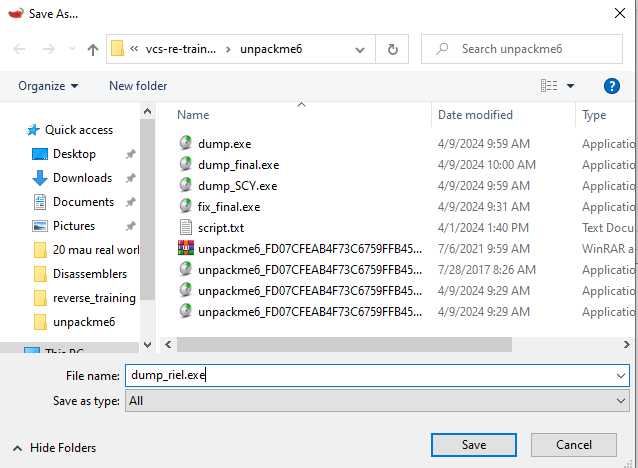 Save As...
« vcs-re-train... > unpackme6
Search unpackme6
Organize
New folder
?
Name
Date modified
Type
Quick access
Desktop
Downloads
Documents
Pictures
20 mau real worl
Disassemblers
reverse_training
unpackme6
This PC
dump.exe 4/9/2024 9:59 AM Applicatio
dump_final.exe 4/9/2024 10:00 AM Applicatio
dump_SCY.exe 4/9/2024 9:59 AM Applicatio
fix_final.exe 4/9/2024 9:31 AM Applicatio
script.txt 4/1/2024 1:40 PM Text Docu
unpackme6_FD07CFEAB4F73C6759FFB45... 7/6/2021 9:59 AM WinRAR a
unpackme6_FD07CFEAB4F73C6759FFB45... 7/28/2017 8:26 AM Applicatio
unpackme6_FD07CFEAB4F73C6759FFB45... 4/9/2024 9:29 AM Applicatio
unpackme6_FD07CFEAB4F73C6759FFB45... 4/9/2024 9:29 AM Applicatio
File name: dump_riel.exe
Save as type: All
Hide Folders
Save
Cancel